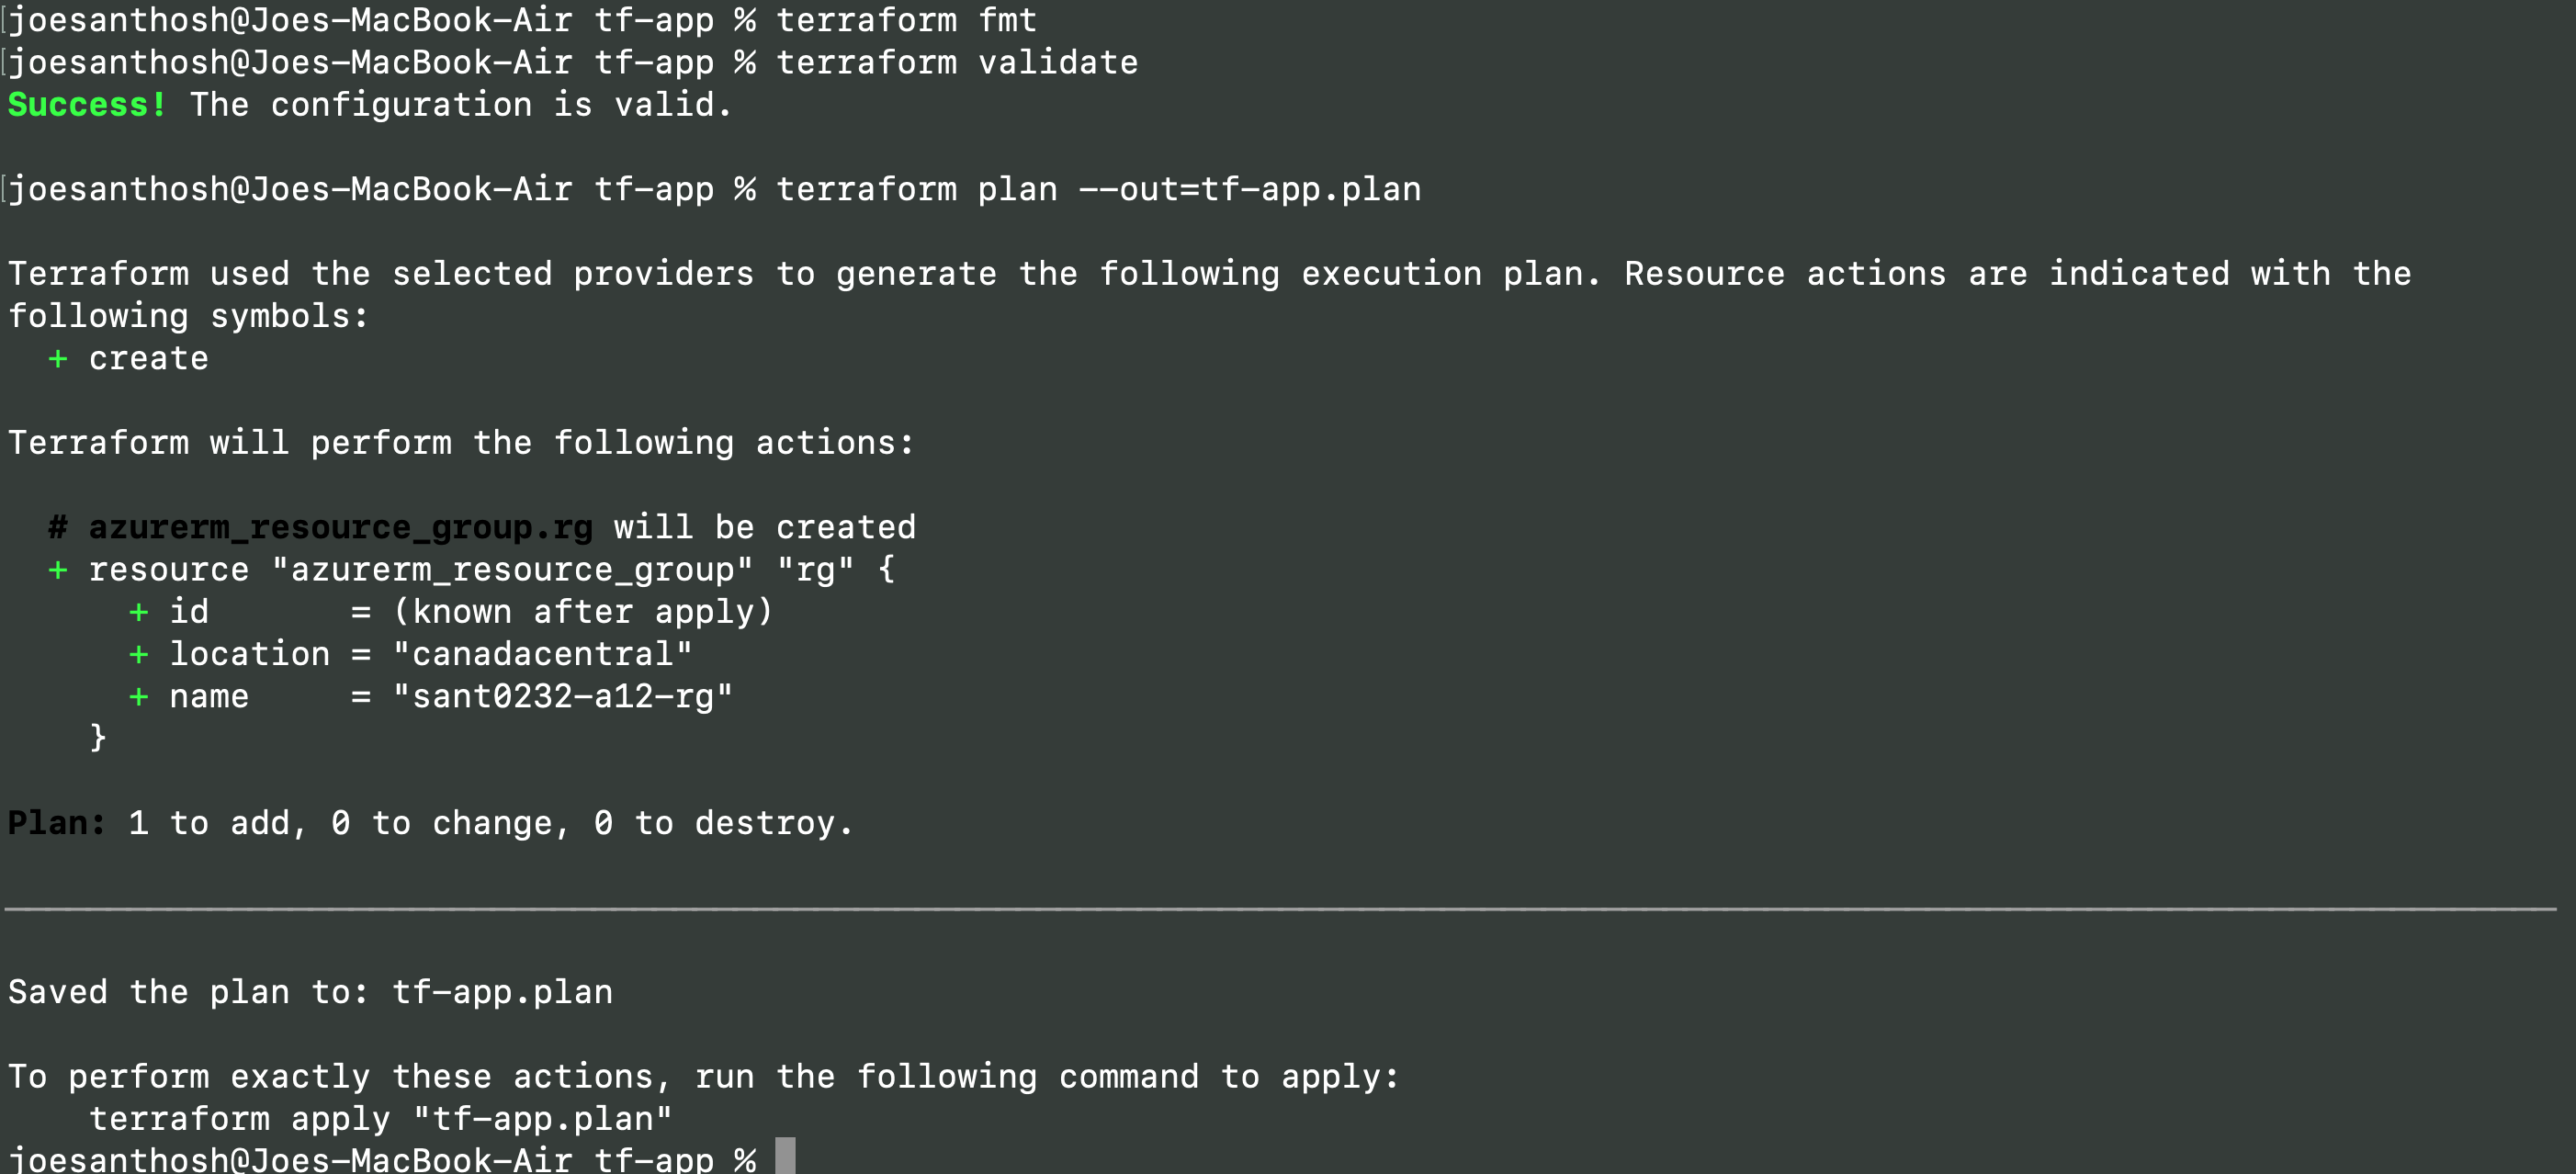 joesanthosh@Joes-MacBook-Air tf-app % terraform fmt
joesanthosh@Joes-MacBook-Air tf-app % terraform validate
Success! The configuration is valid.
joesanthosh@Joes-MacBook-Air tf-app % terraform plan --out=tf-app.plan
Terraform used the selected providers to generate the following execution plan. Resource actions are indicated with the
following symbols:
  + create
Terraform will perform the following actions:
  # azurerm_resource_group.rg will be created
  + resource "azurerm_resource_group" "rg" {
      + id       = (known after apply)
      + location = "canadacentral"
      + name     = "sant0232-a12-rg"
    }
Plan: 1 to add, 0 to change, 0 to destroy.
Saved the plan to: tf-app.plan
To perform exactly these actions, run the following command to apply:
    terraform apply "tf-app.plan"
joesanthosh@Joes-MacBook-Air tf-app %